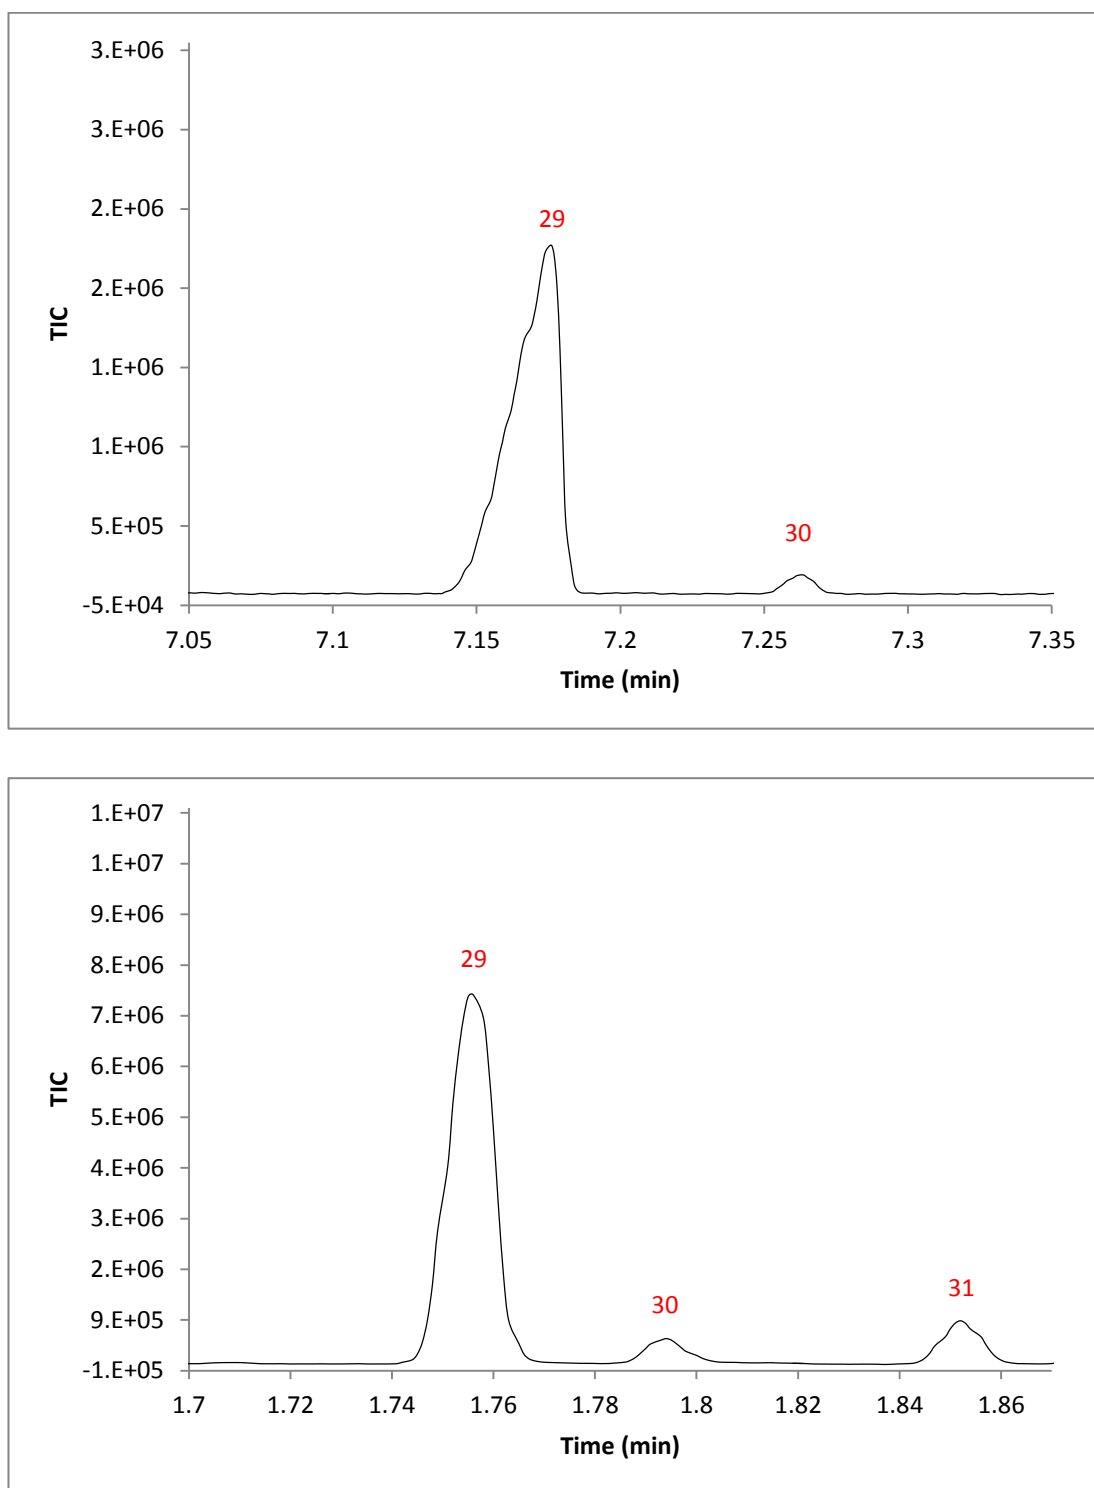 3.E+06
3.E+06
2.E+06
2.E+06
1.E+06
1.E+06
5.E+05
-5.E+04
TIC
29
30
7.05 7.1 7.15 7.2 7.25 7.3 7.35
Time (min)
1.E+07
1.E+07
9.E+06
8.E+06
7.E+06
6.E+06
5.E+06
4.E+06
3.E+06
2.E+06
9.E+05
-1.E+05
TIC
29
30
31
1.7 1.72 1.74 1.76 1.78 1.8 1.82 1.84 1.86
Time (min)